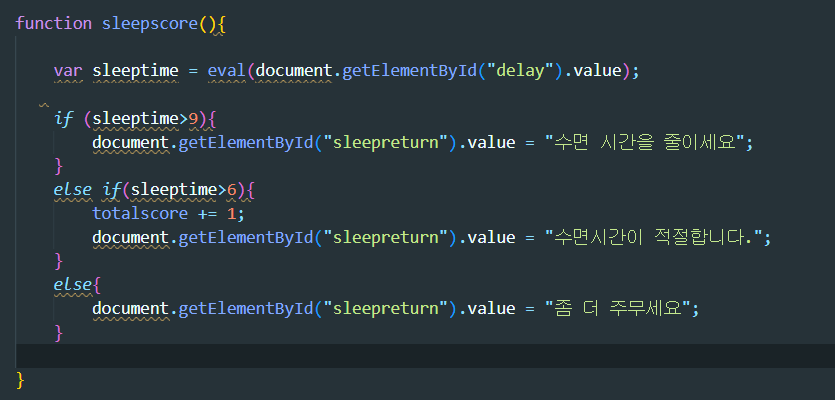 function sleepscore(){
var sleeptime = eval(document.getElementById("delay").value);
if (sleeptime>9){
document.getElementById("sleepreturn").value = "수면 시간을 줄이세요";
}
else if(sleeptime>6){
totalscore += 1;
document.getElementById("sleepreturn").value = "수면시간이 적절합니다.";
}
else{
document.getElementById("sleepreturn").value = "좀 더 주무세요";
}
}